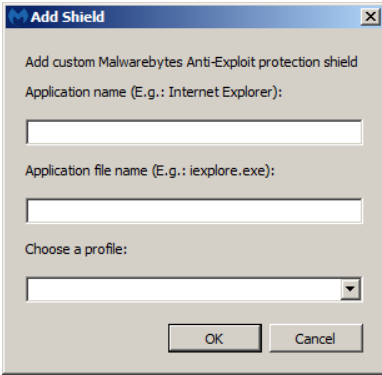 Add Shield
Add custom Malwarebytes Anti-Exploit protection shield
Application name (E.g.: Internet Explorer):
Application file name (E.g.: iexplore.exe):
Choose a profile:
OK
Cancel